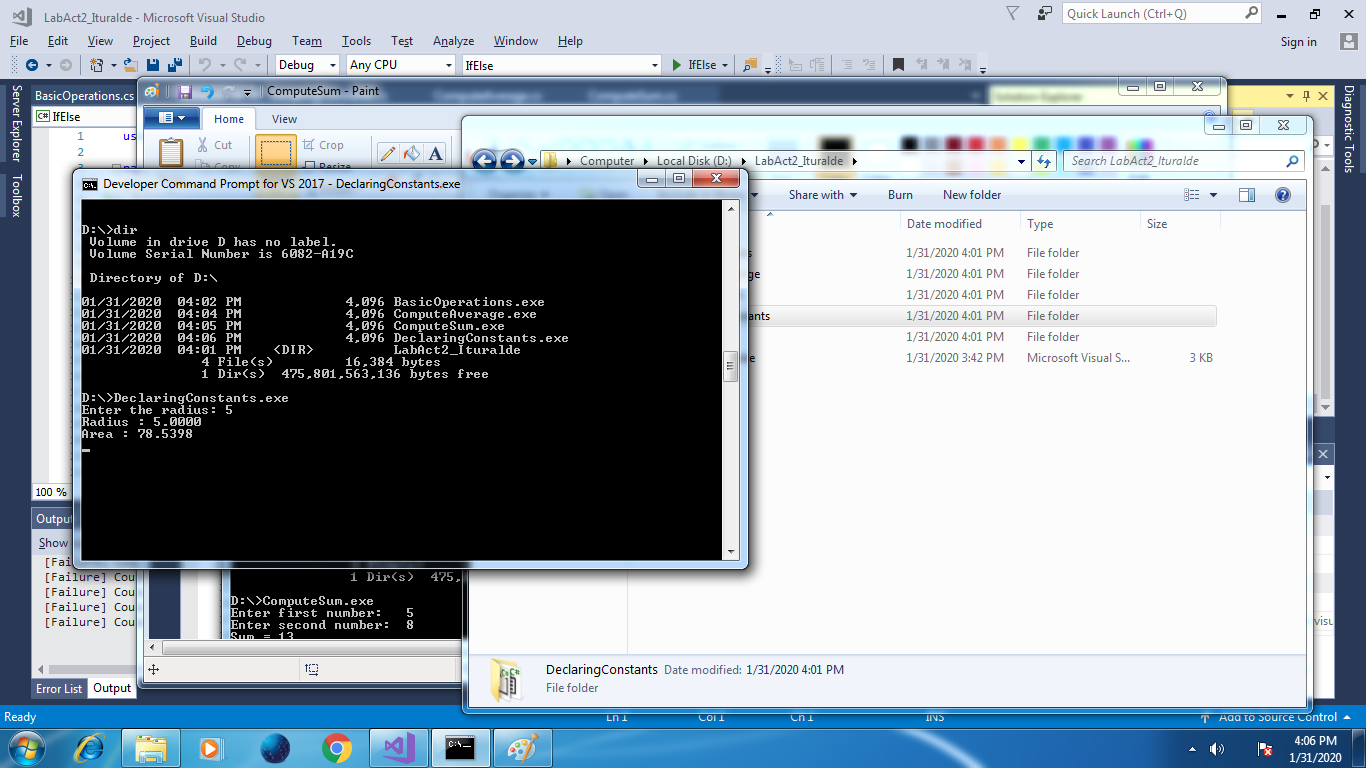 LabAct2_Ituralde - Microsoft Visual Studio
Quick Launch (Ctrl+Q)
File Edit View Project Build Debug Team Tools Test Analyze Window Help
Sign in
Debug Any CPU IfElse IfElse
BasicOperations.cs
ComputeSum - Paint
Solution Explorer
Server Explorer
Toolbox
Diagnostic Tools
C# IfElse
Home View
1
2
3
us
Cut
Copy
Crop
Resize
Computer Local Disk (D:) LabAct2_Ituralde
Search LabAct2_Ituralde
Share with Burn New folder
Date modified Type Size
1/31/2020 4:01 PM File folder
ge 1/31/2020 4:01 PM File folder
1/31/2020 4:01 PM File folder
ants 1/31/2020 4:01 PM File folder
1/31/2020 4:01 PM File folder
e 1/31/2020 3:42 PM Microsoft Visual S... 3 KB
Developer Command Prompt for VS 2017 - DeclaringConstants.exe
D:\>dir
Volume in drive D has no label.
Volume Serial Number is 6082-A19C
Directory of D:\
01/31/2020 04:02 PM 4,096 BasicOperations.exe
01/31/2020 04:04 PM 4,096 ComputeAverage.exe
01/31/2020 04:05 PM 4,096 ComputeSum.exe
01/31/2020 04:06 PM 4,096 DeclaringConstants.exe
01/31/2020 04:01 PM <DIR> LabAct2_Ituralde
4 File(s) 16,384 bytes
1 Dir(s) 475,801,563,136 bytes free
D:\>DeclaringConstants.exe
Enter the radius: 5
Radius : 5.0000
Area : 78.5398
100 %
Output
Show
[Failure] Cou
[Failure] Cou
[Failure] Cou
[Failure] Cou
[Failure] Cou
1 Dir(s) 475,
D:\>ComputeSum.exe
Enter first number: 5
Enter second number: 8
Sum = 13
visu
DeclaringConstants Date modified: 1/31/2020 4:01 PM
File folder
Error List Output
Ready Ln 1 Col 1 Ch 1 INS Add to Source Control
4:06 PM
1/31/2020